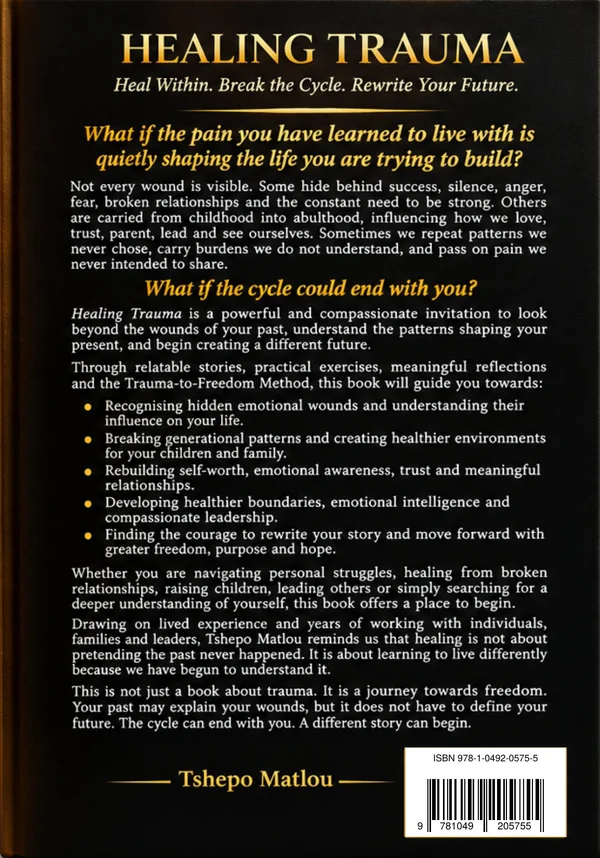 HEALING TRAUMA
Heal Within. Break the Cycle. Rewrite Your Future.
What if the pain you have learned to live with is
quietly shaping the life you are trying to build?
Not every wound is visible. Some hide behind success, silence, anger,
fear, broken relationships and the constant need to be strong. Others
are carried from childhood into abulthood, influencing how we love,
trust, parent, lead and see ourselves. Sometimes we repeat patterns we
never chose, carry burdens we do not understand, and pass on pain we
never intended to share.
What if the cycle could end with you?
Healing Trauma is a powerful and compassionate invitation to look
beyond the wounds of your past, understand the patterns shaping your
present, and begin creating a different future.
Through relatable stories, practical exercises, meaningful reflections
and the Trauma-to-Freedom Method, this book will guide you towards:
• Recognising hidden emotional wounds and understanding their
influence on your life.
• Breaking generational patterns and creating healthier environments
for your children and family.
• Rebuilding self-worth, emotional awareness, trust and meaningful
relationships.
• Developing healthier boundaries, emotional intelligence and
compassionate leadership.
• Finding the courage to rewrite your story and move forward with
greater freedom, purpose and hope.
Whether you are navigating personal struggles, healing from broken
relationships, raising children, leading others or simply searching for a
deeper understanding of yourself, this book offers a place to begin.
Drawing on lived experience and years of working with individuals,
families and leaders, Tshepo Matlou reminds us that healing is not about
pretending the past never happened. It is about learning to live differently
because we have begun to understand it.
This is not just a book about trauma. It is a journey towards freedom.
Your past may explain your wounds, but it does not have to define your
future. The cycle can end with you. A different story can begin.
Tshepo Matlou
ISBN 978-1-0492-0575-5
9 781049 205755